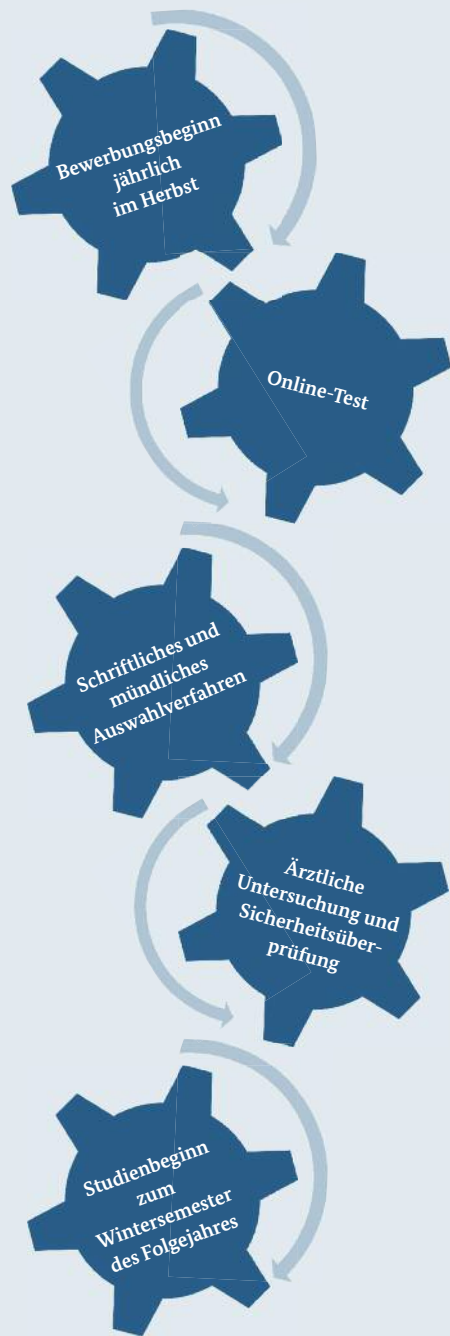 Bewerbungsbeginn
jährlich
im Herbst
Online-Test
Schriftliches und
mündliches
Auswahlverfahren
Ärztliche
Untersuchung und
Sicherheitsüber-
prüfung
Studienbeginn
zum
Wintersemester
des Folgejahres